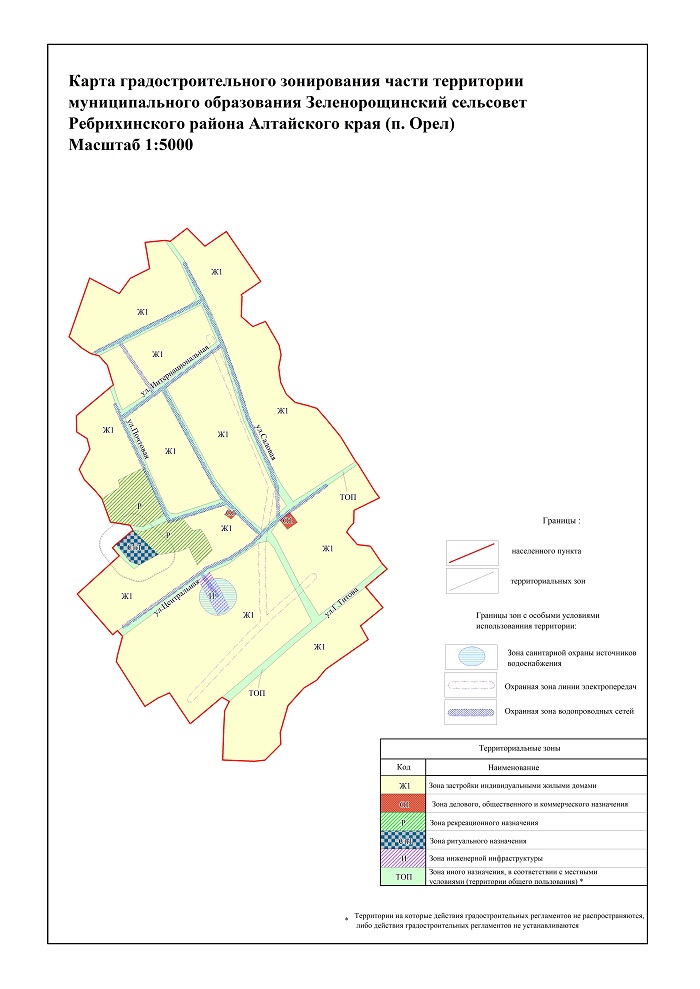 Карта градостроительного зонирования части территории
муниципального образования Зеленорощинский сельсовет
Ребрихинского района Алтайского края (п. Орел)
Масштаб 1:5000
Ж1
Ж1
Ж1
ул. Интернациональная
Ж1
Ж1
ул.Почтовая
Ж1
Ж1
ул.Садовая
ТОП
Р
Ж1
Р
Ж1
Ж1
ул.Центральная
И
Ж1
ул.Г.Титова
Ж1
ТОП
Границы :
населенного пункта
территориальных зон
Границы зон с особыми условиями
использования территории:
Зона санитарной охраны источников
водоснабжения
Охранная зона линии электропередач
Охранная зона водопроводных сетей
Территориальные зоны
Код Наименование
Ж1 Зона застройки индивидуальными жилыми домами
Зона делового, общественного и коммерческого назначения
Р Зона рекреационного назначения
Зона ритуального назначения
И Зона инженерной инфраструктуры
ТОП Зона иного назначения, в соответствии с местными
условиями (территории общего пользования) *
* Территории на которые действия градостроительных регламентов не распространяются,
либо действия градостроительных регламентов не устанавливаются